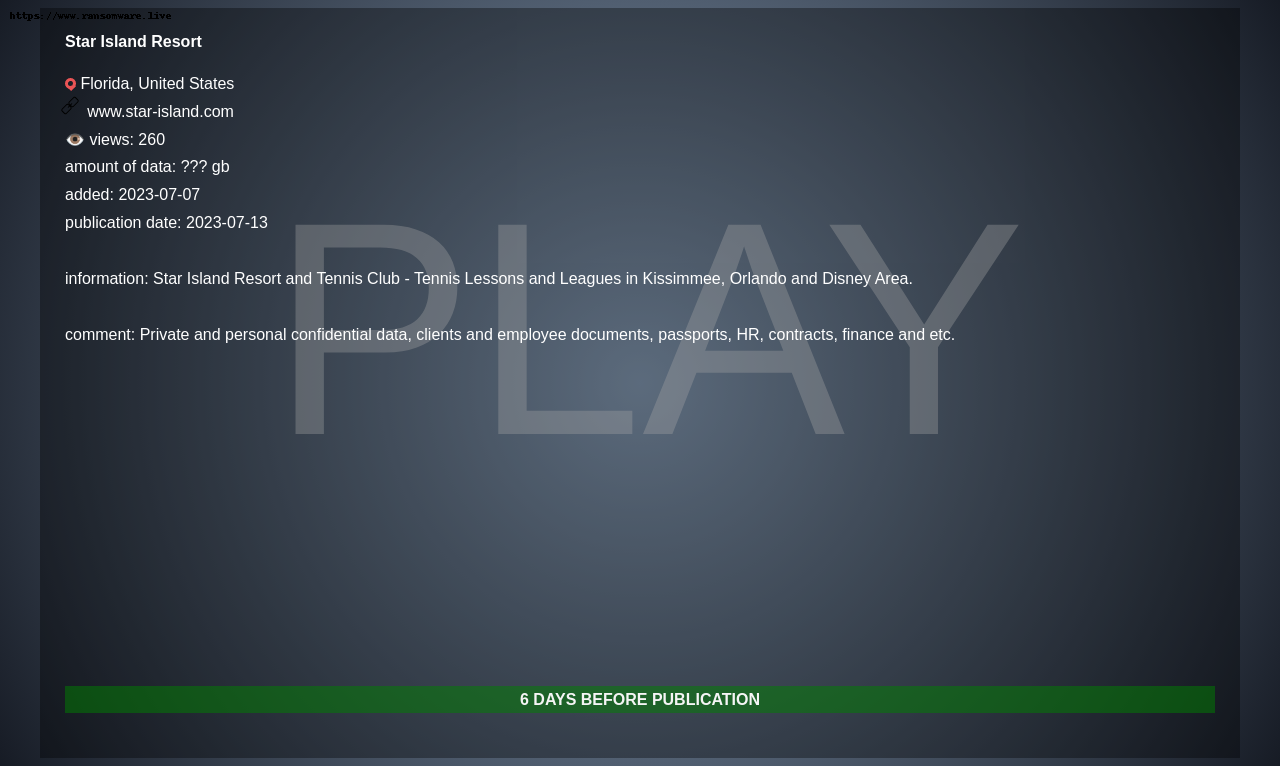 https://www.ransomware.live
Star Island Resort
Florida, United States
www.star-island.com
views: 260
amount of data: ??? gb
added: 2023-07-07
publication date: 2023-07-13
PLAY
information: Star Island Resort and Tennis Club - Tennis Lessons and Leagues in Kissimmee, Orlando and Disney Area.
comment: Private and personal confidential data, clients and employee documents, passports, HR, contracts, finance and etc.
6 DAYS BEFORE PUBLICATION